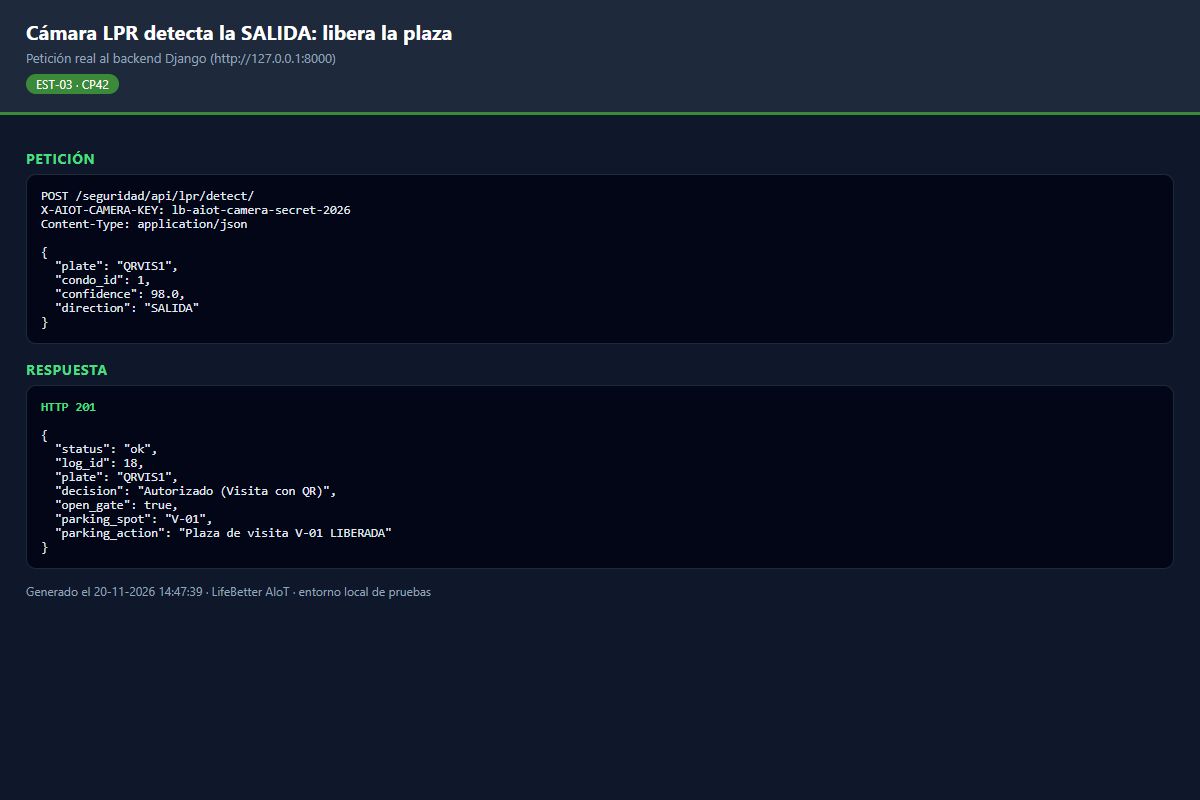 Cámara LPR detecta la SALIDA: libera la plaza
Petición real al backend Django (http://127.0.0.1:8000)
EST-03 · CP42
PETICIÓN
POST /seguridad/api/lpr/detect/
X-AIOT-CAMERA-KEY: lb-aiot-camera-secret-2026
Content-Type: application/json
{
"plate": "QRVIS1",
"condo_id": 1,
"confidence": 98.0,
"direction": "SALIDA"
}
RESPUESTA
HTTP 201
{
"status": "ok",
"log_id": 18,
"plate": "QRVIS1",
"decision": "Autorizado (Visita con QR)",
"open_gate": true,
"parking_spot": "V-01",
"parking_action": "Plaza de visita V-01 LIBERADA"
}
Generado el 20-11-2026 14:47:39 · LifeBetter AIoT · entorno local de pruebas